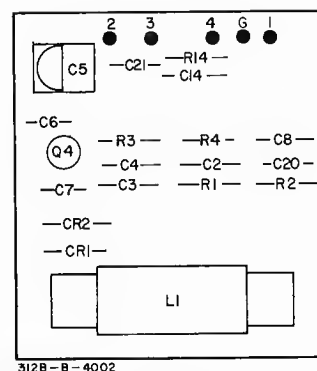 2 3 4 G 1
C5 C21 R14
C14
C6
Q4 R3 R4 C8
C4 C2 C20
C7 C3 R1 R2
CR2
CR1
L1
312B-B-4002